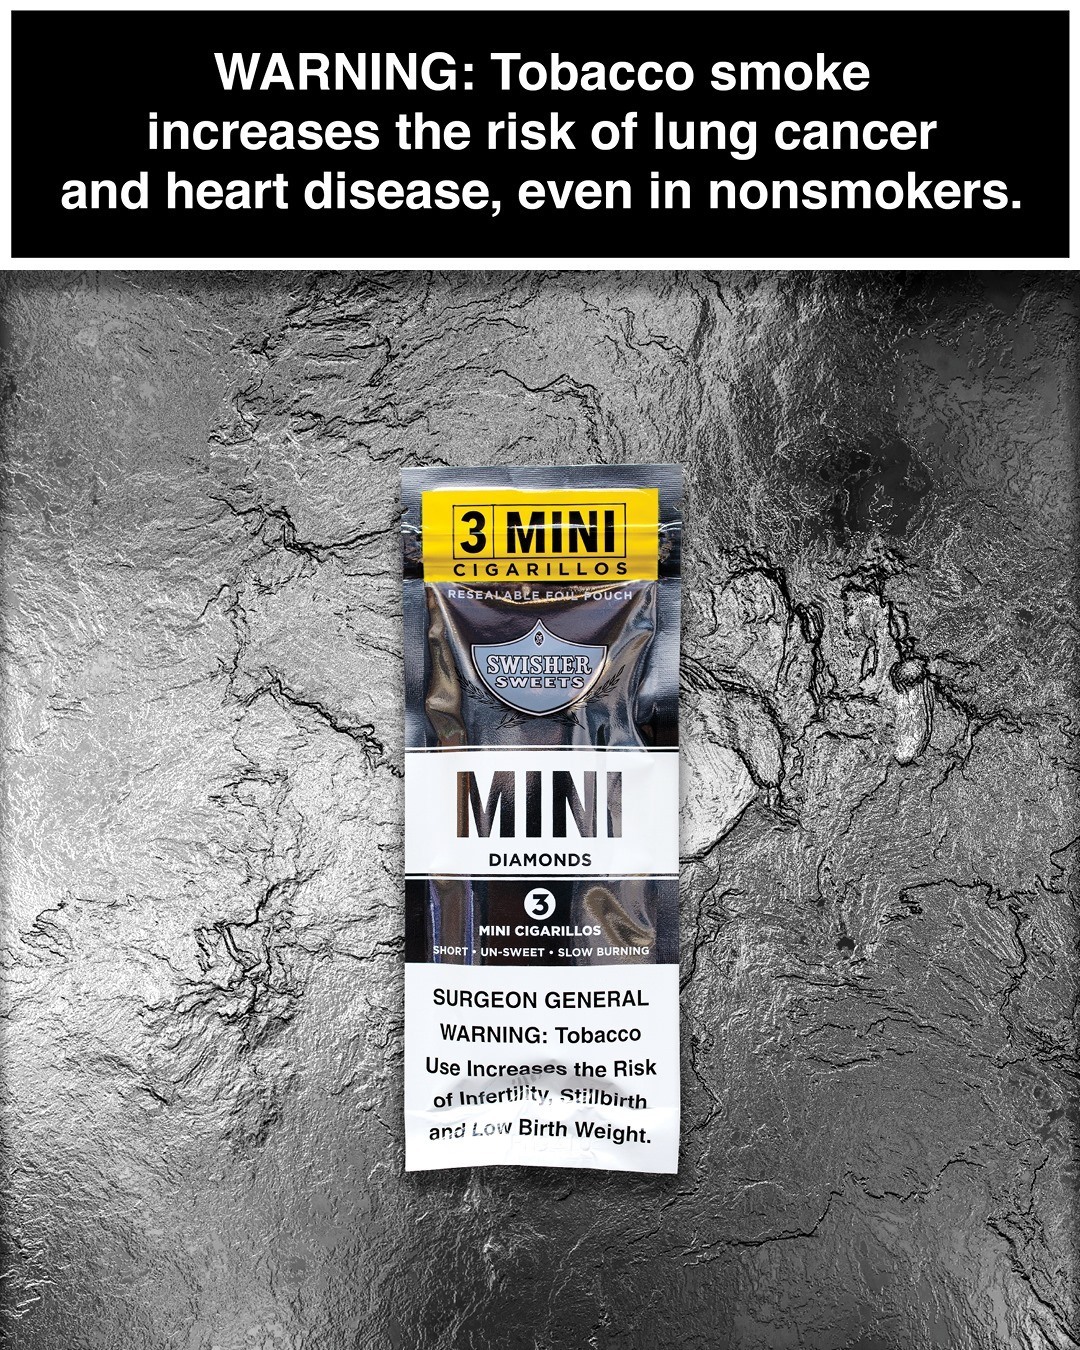 WARNING: Tobacco smoke
increases the risk of lung cancer
and heart disease, even in nonsmokers.
3 MINI
CIGARILLOS
RESEALABLE FOIL POUCH
SWISHER
SWEETS
MINI
DIAMONDS
3
MINI CIGARILLOS
SHORT • UN-SWEET • SLOW BURNING
SURGEON GENERAL
WARNING: Tobacco
Use Increases the Risk
of Infertility, Stillbirth
and Low Birth Weight.